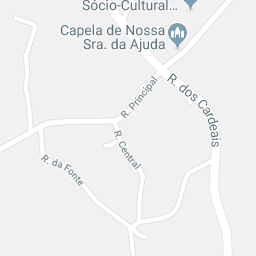 Sócio-Cultural...
Capela de Nossa
Sra. da Ajuda
R. Principal
R. dos Cardeais
R. Central
R. da Fonte